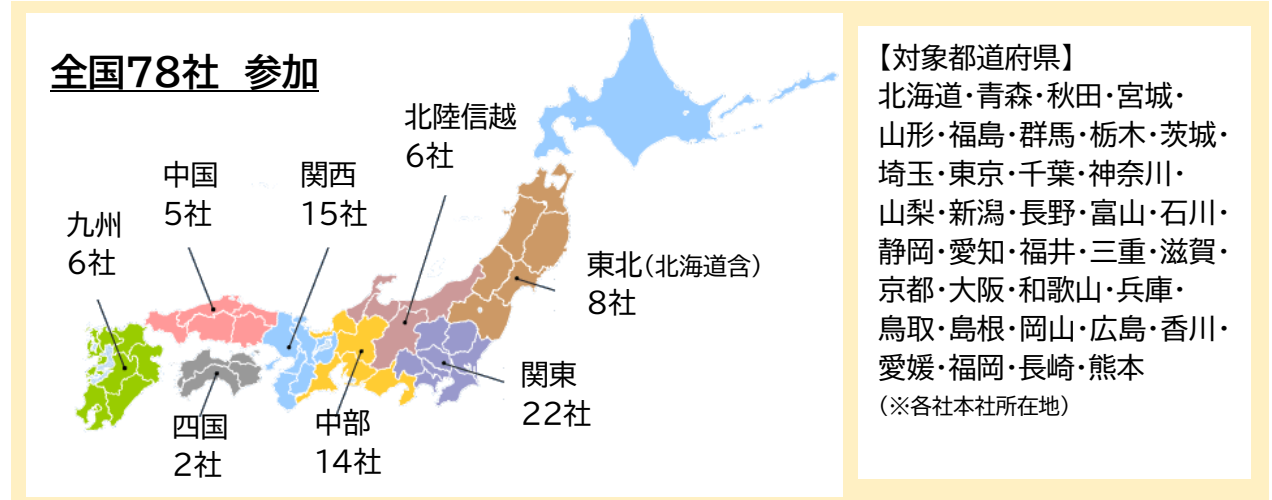 全国78社　参加
北陸信越
6社
中国
5社
関西
15社
九州
6社
東北(北海道含)
8社
関東
22社
四国
2社
中部
14社
【対象都道府県】
北海道・青森・秋田・宮城・
山形・福島・群馬・栃木・茨城・
埼玉・東京・千葉・神奈川・
山梨・新潟・長野・富山・石川・
静岡・愛知・福井・三重・滋賀・
京都・大阪・和歌山・兵庫・
鳥取・島根・岡山・広島・香川・
愛媛・福岡・長崎・熊本
(※各社本社所在地)